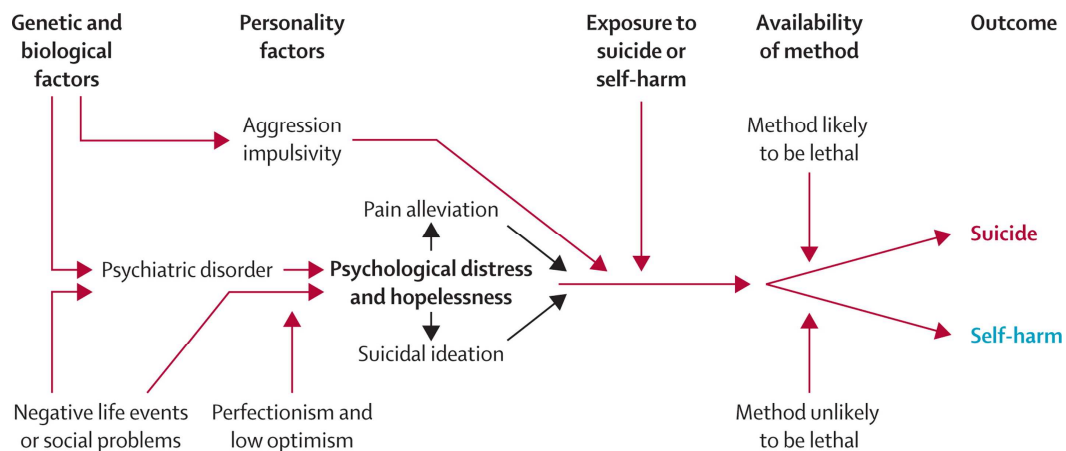 Genetic and
biological
factors
Personality
factors
Exposure to
suicide or
self-harm
Availability
of method
Outcome
Aggression
impulsivity
Method likely
to be lethal
Pain alleviation
Suicide
Psychiatric disorder
Psychological distress
and hopelessness
Self-harm
Suicidal ideation
Negative life events
or social problems
Perfectionism and
low optimism
Method unlikely
to be lethal